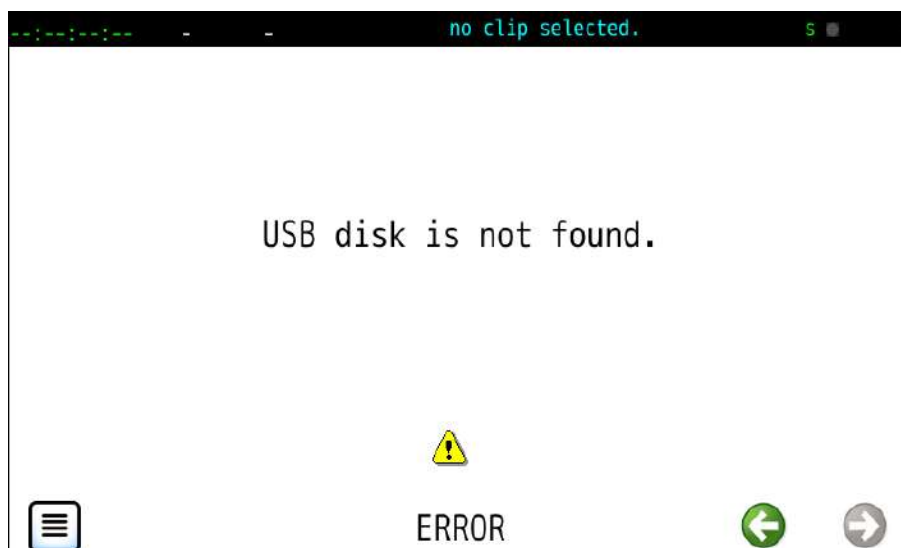 --:--:--:-- - - no clip selected. S
USB disk is not found.
ERROR